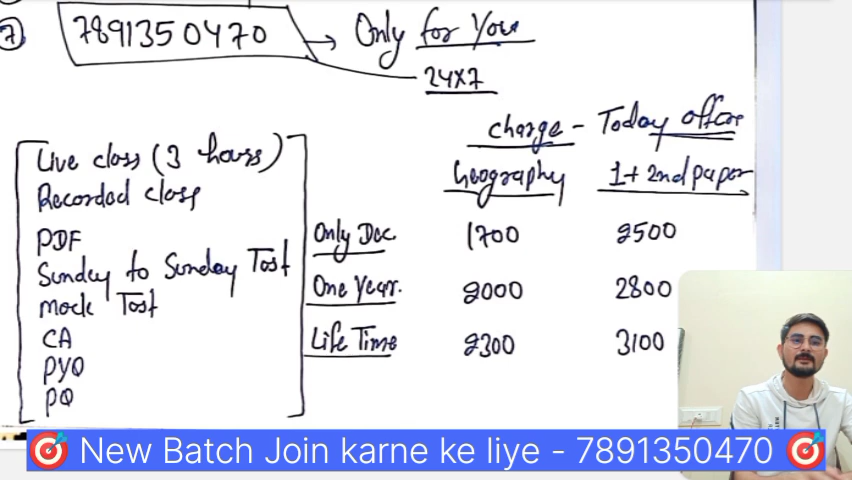 7 7891350470 → Only for You
24x7
charge - Today offer
Geography 1+2nd paper
Live class (3 hours)
Recorded class
PDF
Sunday to Sunday Test
Mock Test
CA
PYQ
PQ
Only Dec. 1700 2500
One Year. 2000 2800
Life Time 2300 3100
🎯 New Batch Join karne ke liye - 7891350470 🎯